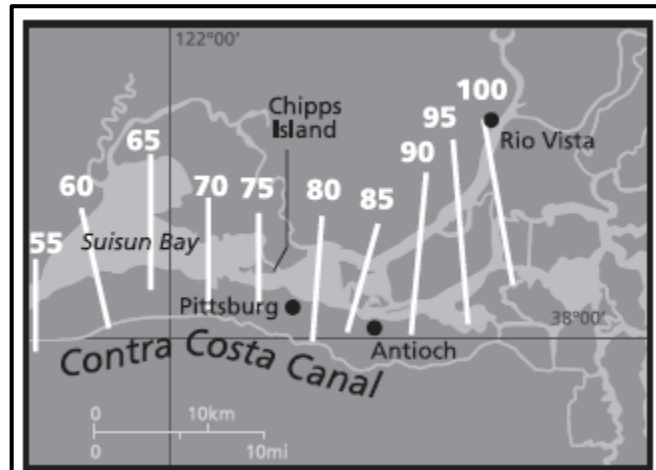 122°00'
100
Chipps
Island
95
Rio Vista
65
90
60
70
75
80
85
55
Suisun Bay
Pittsburg
38°00'
Antioch
Contra Costa Canal
0 10km
0 10mi